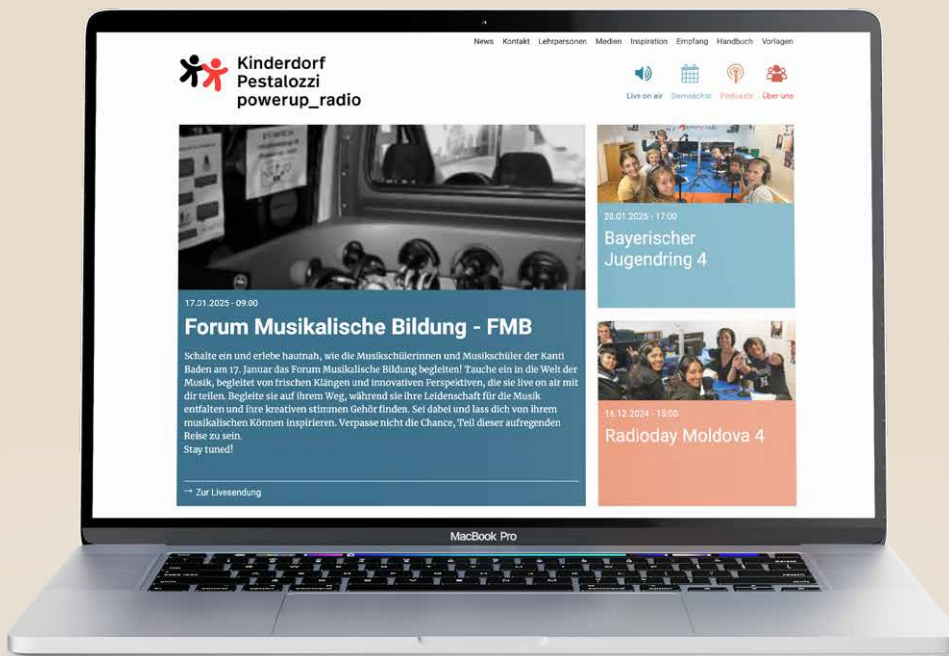 News Kontakt Lehrpersonen Medien Inspiration Empfang Handbuch Vorlagen
Kinderdorf
Pestalozzi
powerup_radio
Live on air Demnächst Podcasts Über uns
17.01.2025 - 09:00
Forum Musikalische Bildung - FMB
Schalte ein und erlebe hautnah, wie die Musikschülerinnen und Musikschüler der Kanti
Baden am 17. Januar das Forum Musikalische Bildung begleiten! Tauche ein in die Welt der
Musik, begleitet von frischen Klängen und innovativen Perspektiven, die sie live on air mit
dir teilen. Begleite sie auf ihrem Weg, während sie ihre Leidenschaft für die Musik
entfalten und ihre kreativen stimmen Gehör finden. Sei dabei und lass dich von ihrem
musikalischen Können inspirieren. Verpasse nicht die Chance, Teil dieser aufregenden
Reise zu sein.
Stay tuned!
→ Zur Livesendung
20.01.2025 - 17:00
Bayerischer
Jugendring 4
16.12.2024 - 15:00
Radioday Moldova 4
MacBook Pro